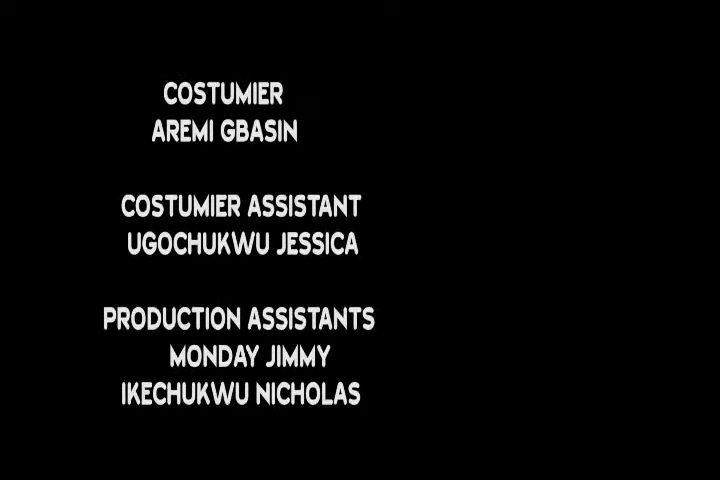 COSTUMIER
AREMI GBASIN
COSTUMIER ASSISTANT
UGOCHUKWU JESSICA
PRODUCTION ASSISTANTS
MONDAY JIMMY
IKECHUKWU NICHOLAS